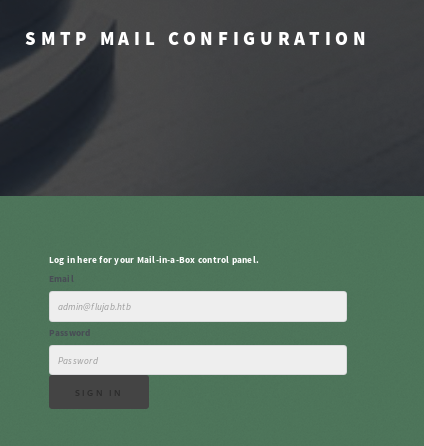 SMTP MAIL CONFIGURATION
Log in here for your Mail-in-a-Box control panel.
Email
admin@flujab.htb
Password
Password
SIGN IN